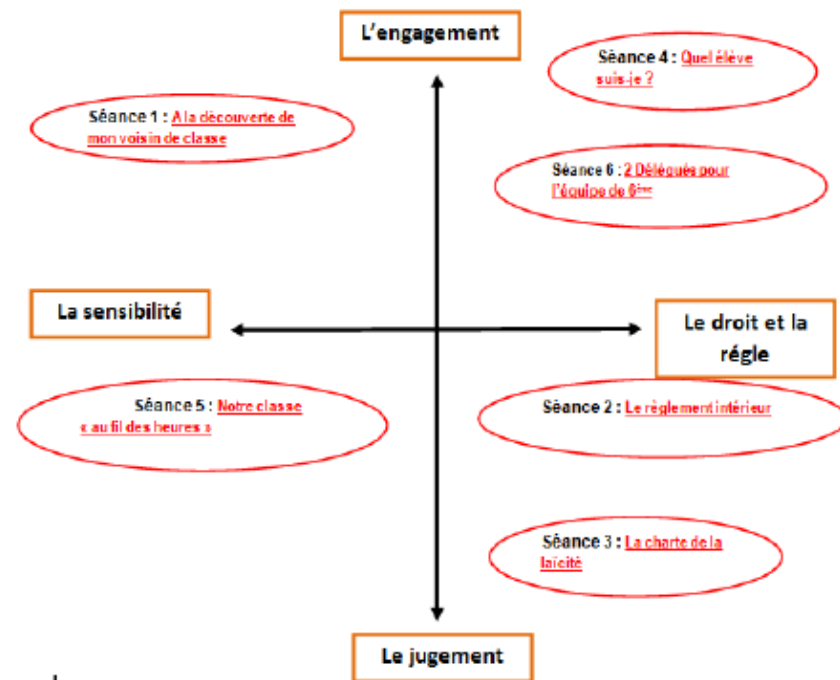 L'engagement
Séance 4 : Quel élève
suis-je ?
Séance 1 : A la découverte de
mon voisin de classe
Séance 6 : 2 Délégués pour
l'équipe de 6ème
La sensibilité
Le droit et la
régle
Séance 5 : Notre classe
« au fil des heures »
Séance 2 : Le règlement intérieur
Séance 3 : La charte de la
laïcité
Le jugement